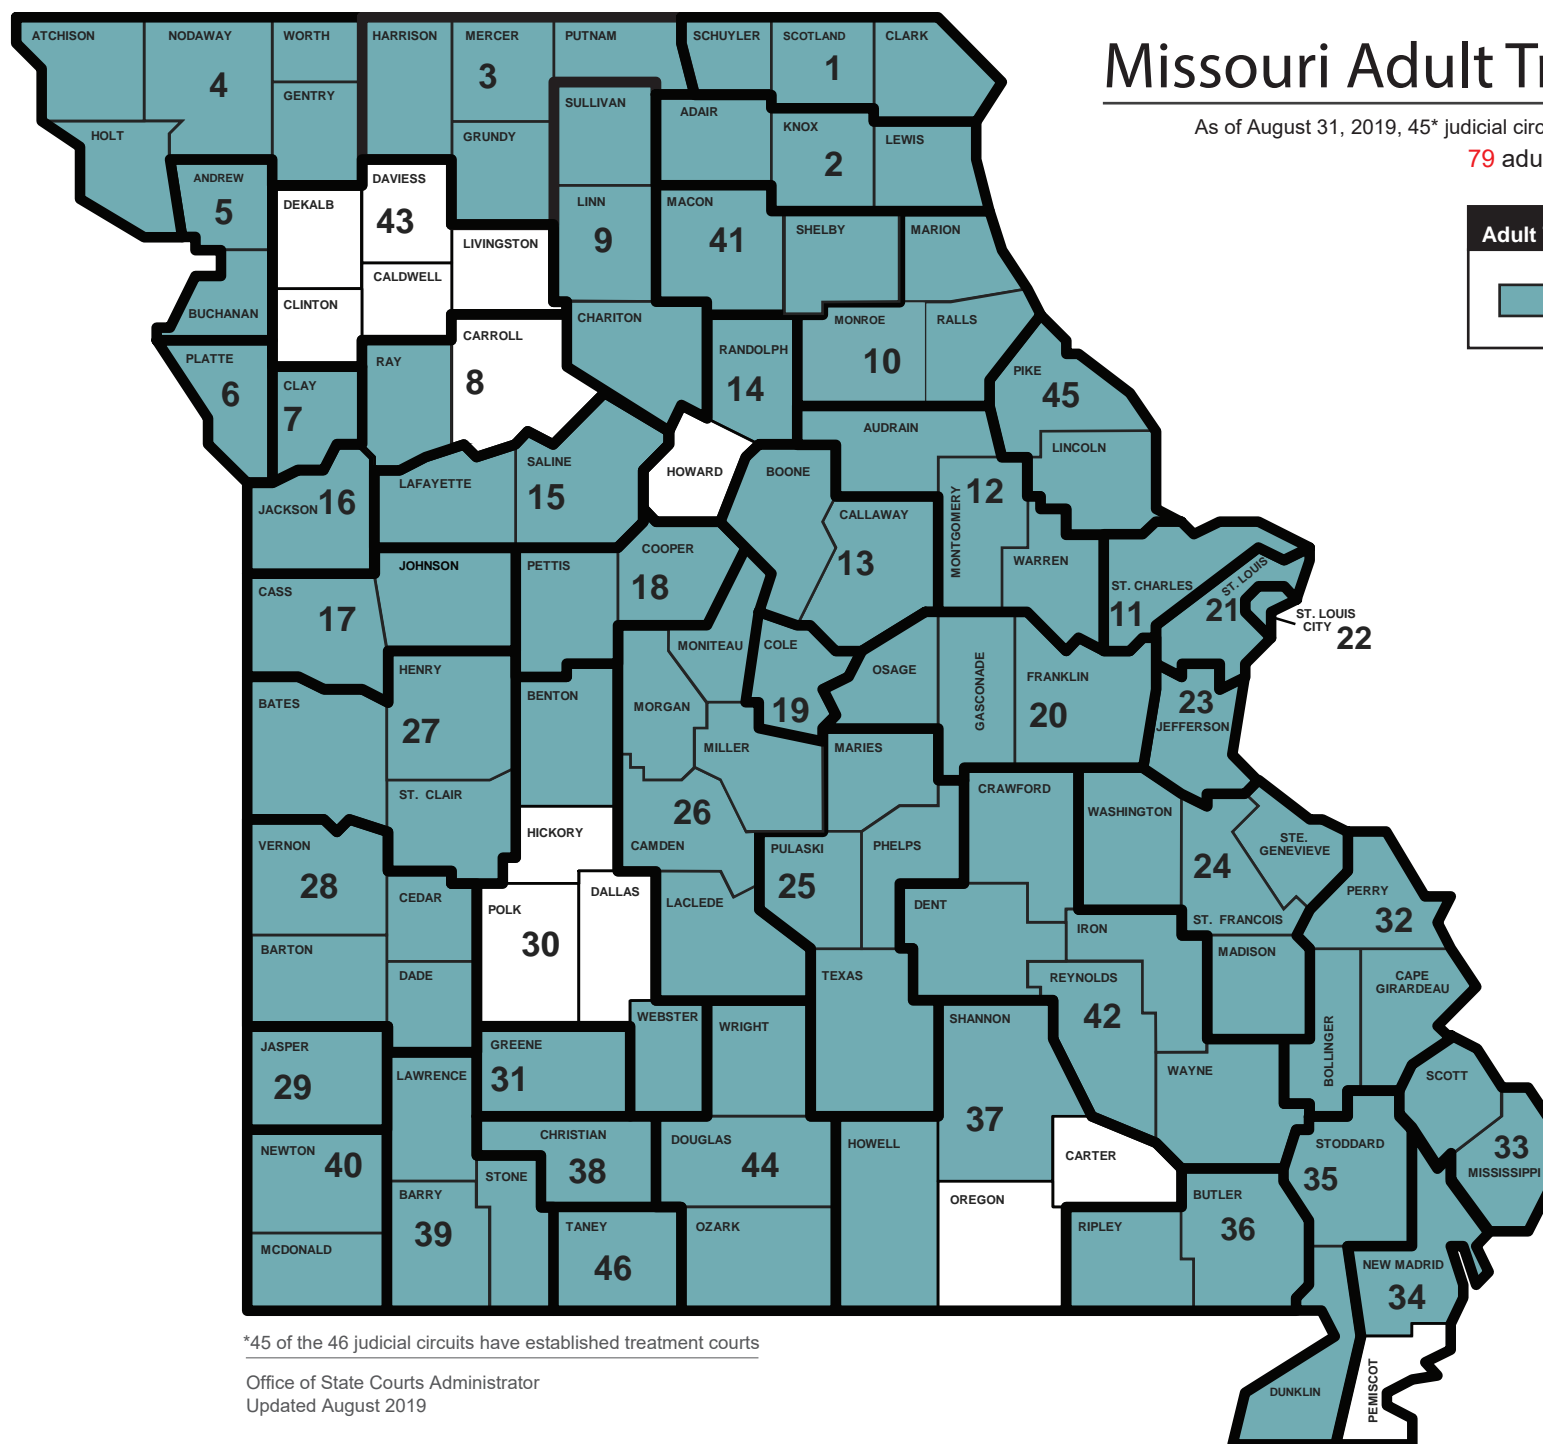 Missouri Adult Tr
As of August 31, 2019, 45* judicial circ
79 adu
Adult
ATCHISON
NODAWAY
4
WORTH
GENTRY
HOLT
HARRISON
MERCER
3
PUTNAM
GRUNDY
SULLIVAN
LINN
9
SCHUYLER
SCOTLAND
1
CLARK
ADAIR
KNOX
2
LEWIS
ANDREW
5
BUCHANAN
DEKALB
DAVIESS
43
LIVINGSTON
CALDWELL
CLINTON
MACON
41
SHELBY
MARION
MONROE
RALLS
10
CHARITON
CARROLL
8
RAY
RANDOLPH
14
PLATTE
6
CLAY
7
PIKE
45
LINCOLN
AUDRAIN
HOWARD
BOONE
CALLAWAY
13
MONTGOMERY
12
WARREN
SALINE
15
LAFAYETTE
JACKSON 16
COOPER
18
PETTIS
JOHNSON
CASS
17
ST. CHARLES
11
ST. LOUIS
21
ST. LOUIS
CITY 22
MONITEAU
COLE
19
OSAGE
GASCONADE
FRANKLIN
20
23
JEFFERSON
HENRY
27
BATES
BENTON
MORGAN
MILLER
MARIES
ST. CLAIR
26
CAMDEN
CRAWFORD
WASHINGTON
STE.
GENEVIEVE
24
ST. FRANCOIS
HICKORY
VERNON
28
PULASKI
25
PHELPS
CEDAR
POLK
30
DALLAS
LACLEDE
DENT
IRON
PERRY
32
BARTON
DADE
TEXAS
REYNOLDS
42
MADISON
CAPE
GIRARDEAU
BOLLINGER
JASPER
29
LAWRENCE
GREENE
31
WEBSTER
WRIGHT
SHANNON
37
WAYNE
SCOTT
NEWTON
40
CHRISTIAN
38
DOUGLAS
44
HOWELL
CARTER
STODDARD
35
33
MISSISSIPPI
MCDONALD
BARRY
39
STONE
TANEY
46
OZARK
OREGON
RIPLEY
BUTLER
36
NEW MADRID
34
DUNKLIN
PEMISCOT
*45 of the 46 judicial circuits have established treatment courts
Office of State Courts Administrator
Updated August 2019